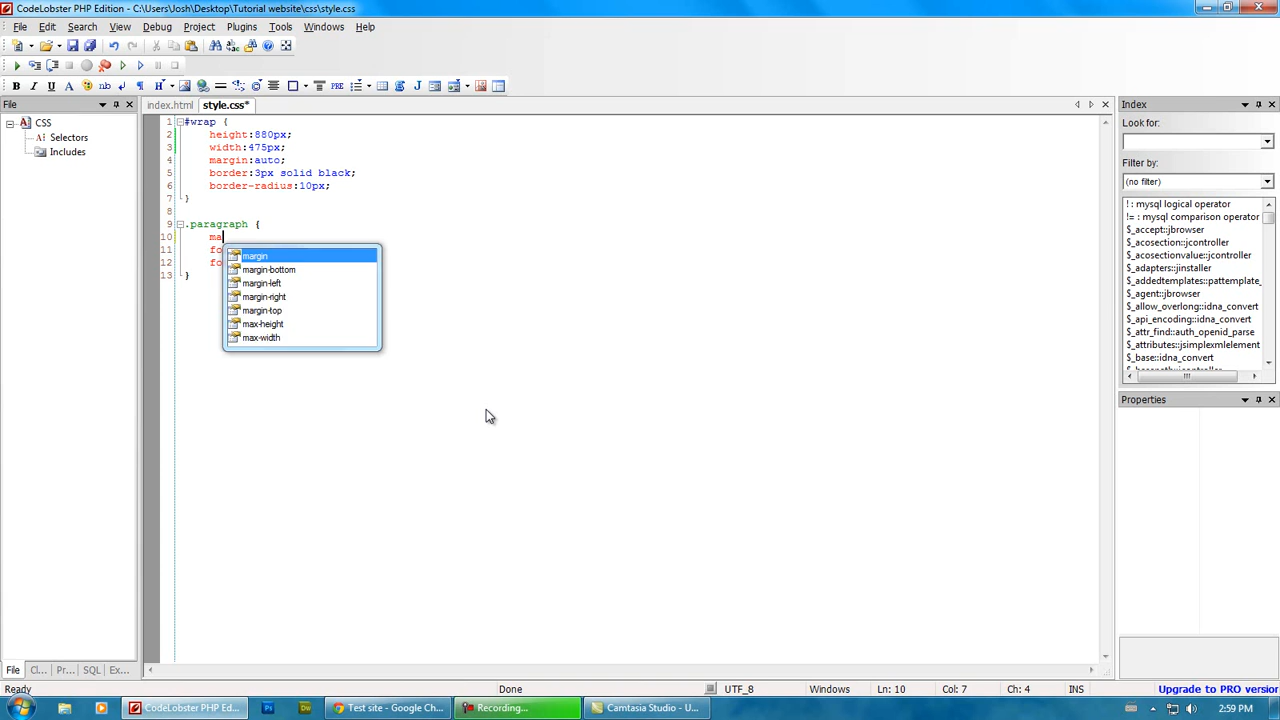 CodeLobster PHP Edition - C:\Users\Josh\Desktop\Tutorial website\css\style.css
File Edit Search View Debug Project Plugins Tools Windows Help
File
CSS
Selectors
Includes
index.html style.css*
1 #wrap {
2 height:880px;
3 width:475px;
4 margin:auto;
5 border:3px solid black;
6 border-radius:10px;
7 }
8
9 .paragraph {
10 ma
11 fo
12 fo
13 }
margin
margin-bottom
margin-left
margin-right
margin-top
max-height
max-width
Index
Look for:
Filter by:
(no filter)
! : mysql logical operator
!= : mysql comparison operator
$_accept::jbrowser
$_acosection::jcontroller
$_acosectionvalue::jcontroller
$_adapters::jinstaller
$_addedtemplates::pattemplate_
$_agent::jbrowser
$_allow_overlong::idna_convert
$_api_encoding::idna_convert
$_attr_find::auth_openid_parse
$_attributes::jsimplexmlelement
$_base::idna_convert
Properties
File Cl... Pr... SQL Ex...
Ready Done UTF_8 Windows Ln: 10 Col: 7 Ch: 4 INS Upgrade to PRO version
CodeLobster PHP Ed... Test site - Google Ch... Recording... Camtasia Studio - U... 2:59 PM